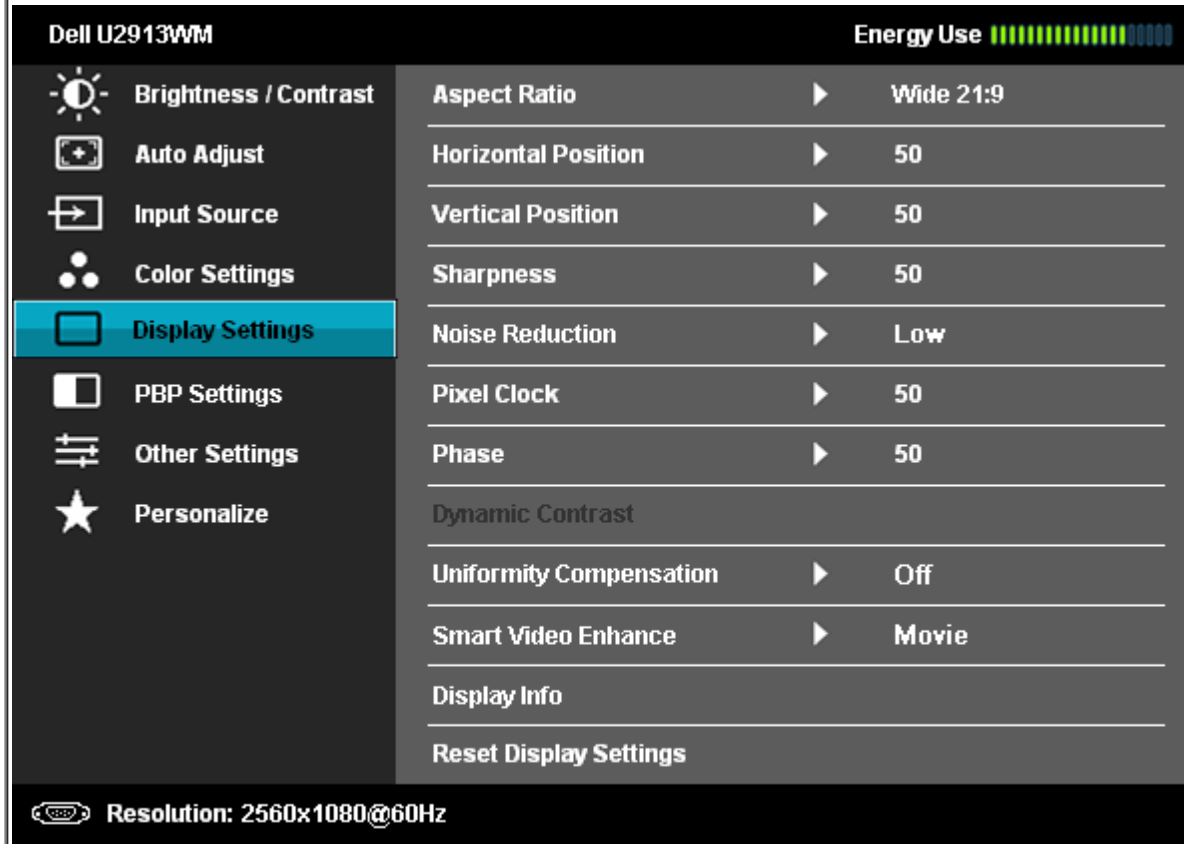 Dell U2913WM Energy Use
Brightness / Contrast Aspect Ratio Wide 21:9
Auto Adjust Horizontal Position 50
Input Source Vertical Position 50
Color Settings Sharpness 50
Display Settings Noise Reduction Low
PBP Settings Pixel Clock 50
Other Settings Phase 50
Personalize Dynamic Contrast
Uniformity Compensation Off
Smart Video Enhance Movie
Display Info
Reset Display Settings
Resolution: 2560x1080@60Hz